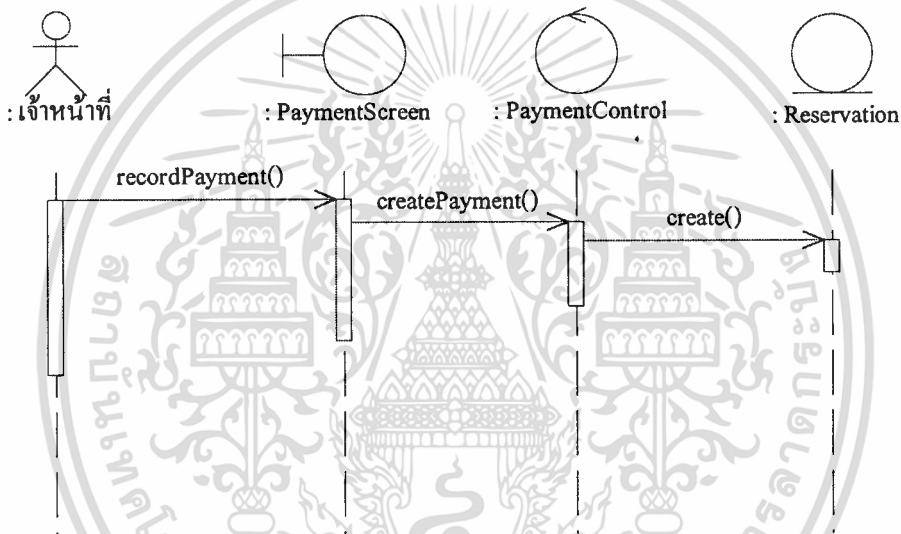 : เจ้าหน้าที่
: PaymentScreen
: PaymentControl
: Reservation
recordPayment()
createPayment()
create()